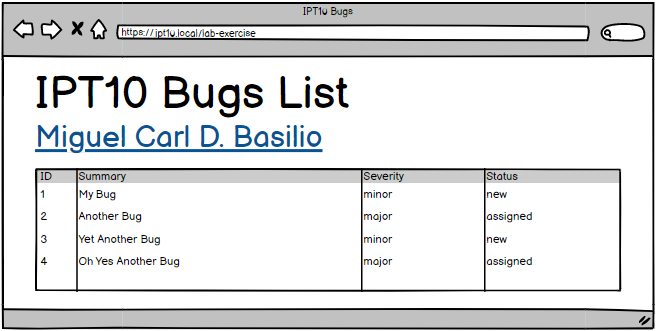 IPT10 Bugs
https://ipt10.local/lab-exercise
IPT10 Bugs List
Miguel Carl D. Basilio
ID Summary Severity Status
1 My Bug minor new
2 Another Bug major assigned
3 Yet Another Bug minor new
4 Oh Yes Another Bug major assigned